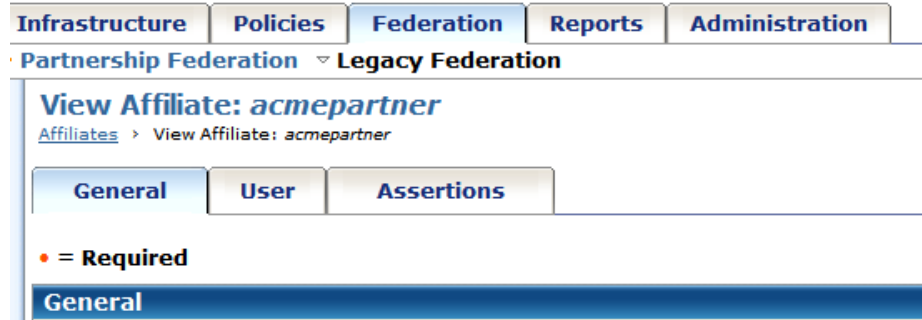 Infrastructure Policies Federation Reports Administration
Partnership Federation ▿ Legacy Federation
View Affiliate: acmepartner
Affiliates > View Affiliate: acmepartner
General User Assertions
• = Required
General